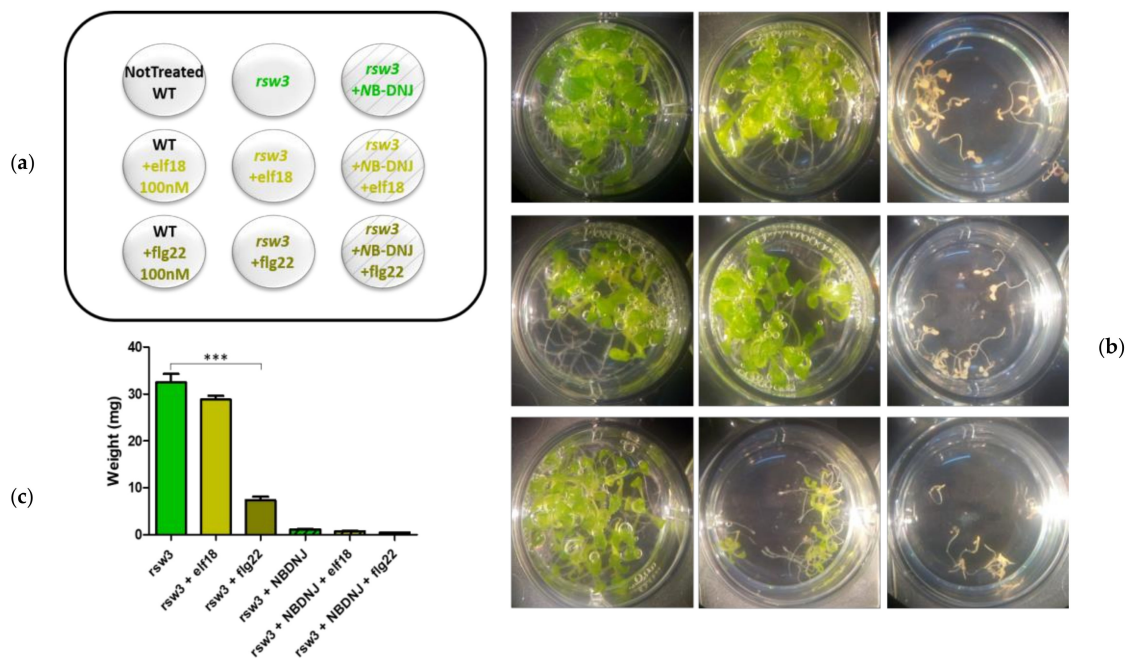 (a)
NotTreated
WT
rsw3
rsw3
+NB-DNJ
WT
+elf18
100nM
rsw3
+elf18
rsw3
+NB-DNJ
+elf18
WT
+flg22
100nM
rsw3
+flg22
rsw3
+NB-DNJ
+flg22
(b)
(c)
Weight (mg)
40
30
20
10
0
***
rsw3
rsw3 + elf18
rsw3 + flg22
rsw3 + NBDNJ
rsw3 + NBDNJ + elf18
rsw3 + NBDNJ + flg22